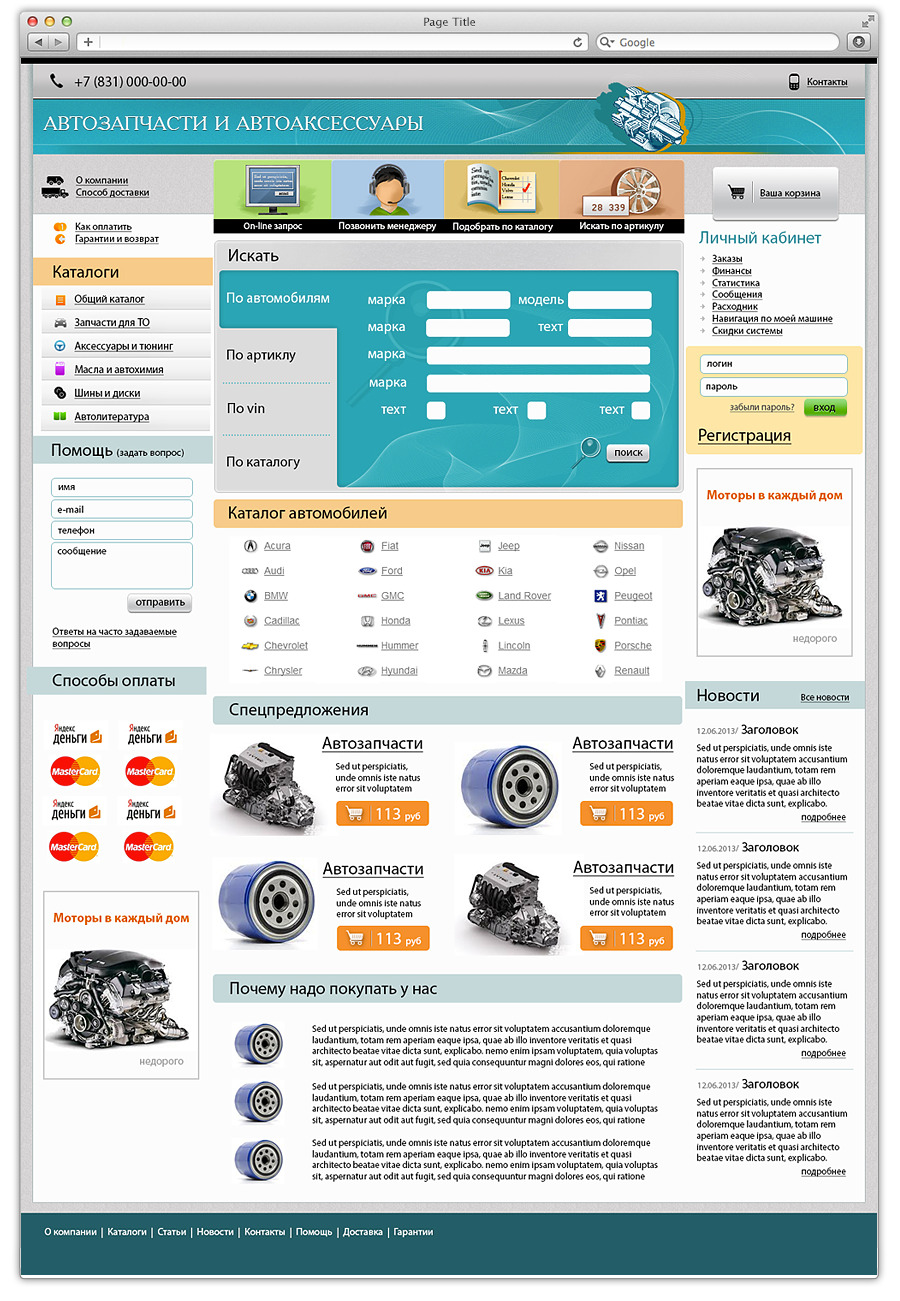 Page Title
Google
+7 (831) 000-00-00
Контакты
АВТОЗАПЧАСТИ И АВТОАКСЕССУАРЫ
О компании
Способ доставки
Как оплатить
Гарантии и возврат
On-line запрос
Позвонить менеджеру
Подобрать по каталогу
28 339
Искать по артикулу
Ваша корзина
Каталоги
Общий каталог
Запчасти для ТО
Аксессуары и тюнинг
Масла и автохимия
Шины и диски
Автолитература
Помощь (задать вопрос)
имя
e-mail
телефон
сообщение
отправить
Ответы на часто задаваемые
вопросы
Способы оплаты
Яндекс
деньги
Яндекс
деньги
MasterCard
MasterCard
Яндекс
деньги
Яндекс
деньги
MasterCard
MasterCard
Моторы в каждый дом
недорого
Искать
По автомобилям
По артиклу
По vin
По каталогу
марка
модель
марка
тект
марка
марка
тект
тект
тект
поиск
Каталог автомобилей
Acura
Fiat
Jeep
Nissan
Audi
Ford
Kia
Opel
BMW
GMC
Land Rover
Peugeot
Cadillac
Honda
Lexus
Pontiac
Chevrolet
Hummer
Lincoln
Porsche
Chrysler
Hyundai
Mazda
Renault
Спецпредложения
Автозапчасти
Sed ut perspiciatis,
unde omnis iste natus
error sit voluptatem
113 руб
Автозапчасти
Sed ut perspiciatis,
unde omnis iste natus
error sit voluptatem
113 руб
Автозапчасти
Sed ut perspiciatis,
unde omnis iste natus
error sit voluptatem
113 руб
Автозапчасти
Sed ut perspiciatis,
unde omnis iste natus
error sit voluptatem
113 руб
Почему надо покупать у нас
Sed ut perspiciatis, unde omnis iste natus error sit voluptatem accusantium doloremque
laudantium, totam rem aperiam eaque ipsa, quae ab illo inventore veritatis et quasi
architecto beatae vitae dicta sunt, explicabo. nemo enim ipsam voluptatem, quia voluptas
sit, aspernatur aut odit aut fugit, sed quia consequuntur magni dolores eos, qui ratione
Sed ut perspiciatis, unde omnis iste natus error sit voluptatem accusantium doloremque
laudantium, totam rem aperiam eaque ipsa, quae ab illo inventore veritatis et quasi
architecto beatae vitae dicta sunt, explicabo. nemo enim ipsam voluptatem, quia voluptas
sit, aspernatur aut odit aut fugit, sed quia consequuntur magni dolores eos, qui ratione
Sed ut perspiciatis, unde omnis iste natus error sit voluptatem accusantium doloremque
laudantium, totam rem aperiam eaque ipsa, quae ab illo inventore veritatis et quasi
architecto beatae vitae dicta sunt, explicabo. nemo enim ipsam voluptatem, quia voluptas
sit, aspernatur aut odit aut fugit, sed quia consequuntur magni dolores eos, qui ratione
Личный кабинет
Заказы
Финансы
Статистика
Сообщения
Расходник
Навигация по моей машине
Скидки системы
логин
пароль
забыли пароль?
вход
Регистрация
Моторы в каждый дом
недорого
Новости
Все новости
12.06.2013/ Заголовок
Sed ut perspiciatis, unde omnis iste
natus error sit voluptatem accusantium
doloremque laudantium, totam rem
aperiam eaque ipsa, quae ab illo
inventore veritatis et quasi architecto
beatae vitae dicta sunt, explicabo.
подробнее
12.06.2013/ Заголовок
Sed ut perspiciatis, unde omnis iste
natus error sit voluptatem accusantium
doloremque laudantium, totam rem
aperiam eaque ipsa, quae ab illo
inventore veritatis et quasi architecto
beatae vitae dicta sunt, explicabo.
подробнее
12.06.2013/ Заголовок
Sed ut perspiciatis, unde omnis iste
natus error sit voluptatem accusantium
doloremque laudantium, totam rem
aperiam eaque ipsa, quae ab illo
inventore veritatis et quasi architecto
beatae vitae dicta sunt, explicabo.
подробнее
12.06.2013/ Заголовок
Sed ut perspiciatis, unde omnis iste
natus error sit voluptatem accusantium
doloremque laudantium, totam rem
aperiam eaque ipsa, quae ab illo
inventore veritatis et quasi architecto
beatae vitae dicta sunt, explicabo.
подробнее
О компании | Каталоги | Статьи | Новости | Контакты | Помощь | Доставка | Гарантии